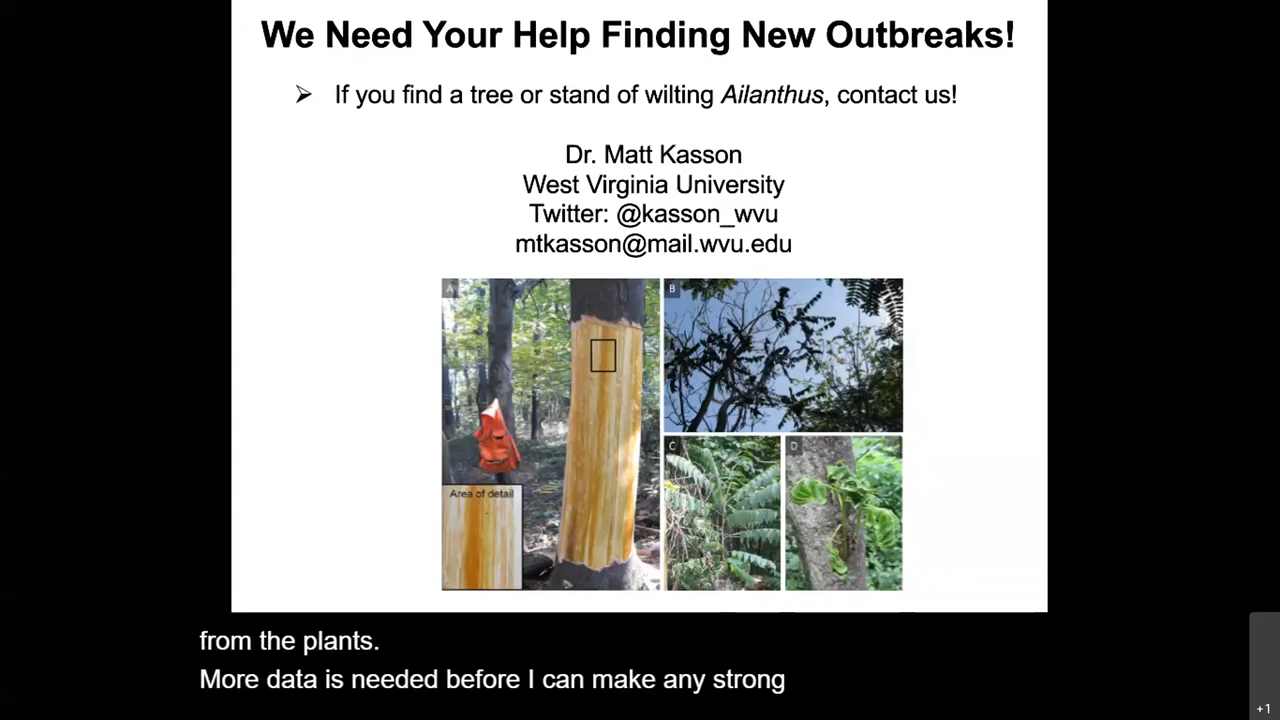 We Need Your Help Finding New Outbreaks!
➢ If you find a tree or stand of wilting Ailanthus, contact us!
Dr. Matt Kasson
West Virginia University
Twitter: @kasson_wvu
mtkasson@mail.wvu.edu
A
B
C
D
Area of detail
from the plants.
More data is needed before I can make any strong
+1